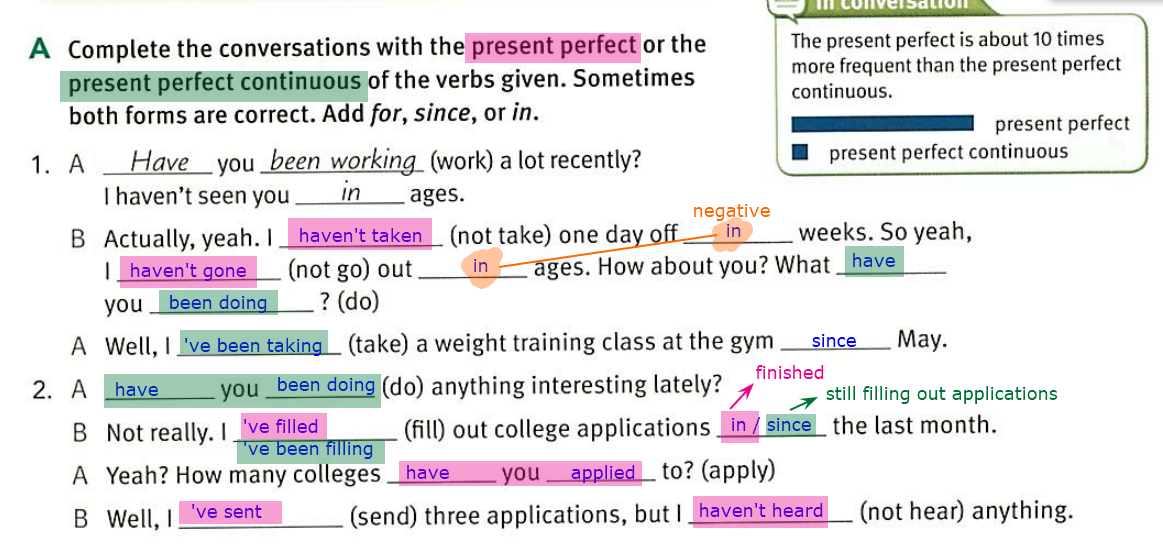 In conversation
The present perfect is about 10 times
more frequent than the present perfect
continuous.
present perfect
present perfect continuous
A Complete the conversations with the present perfect or the
present perfect continuous of the verbs given. Sometimes
both forms are correct. Add for, since, or in.
1. A Have you been working (work) a lot recently?
I haven't seen you in ages.
negative
B Actually, yeah. I haven't taken (not take) one day off in weeks. So yeah,
I haven't gone (not go) out in ages. How about you? What have
you been doing ? (do)
A Well, I 've been taking (take) a weight training class at the gym since May.
2. A have you been doing (do) anything interesting lately?
finished
still filling out applications
B Not really. I 've filled (fill) out college applications in / since the last month.
've been filling
A Yeah? How many colleges have you applied to? (apply)
B Well, I 've sent (send) three applications, but I haven't heard (not hear) anything.